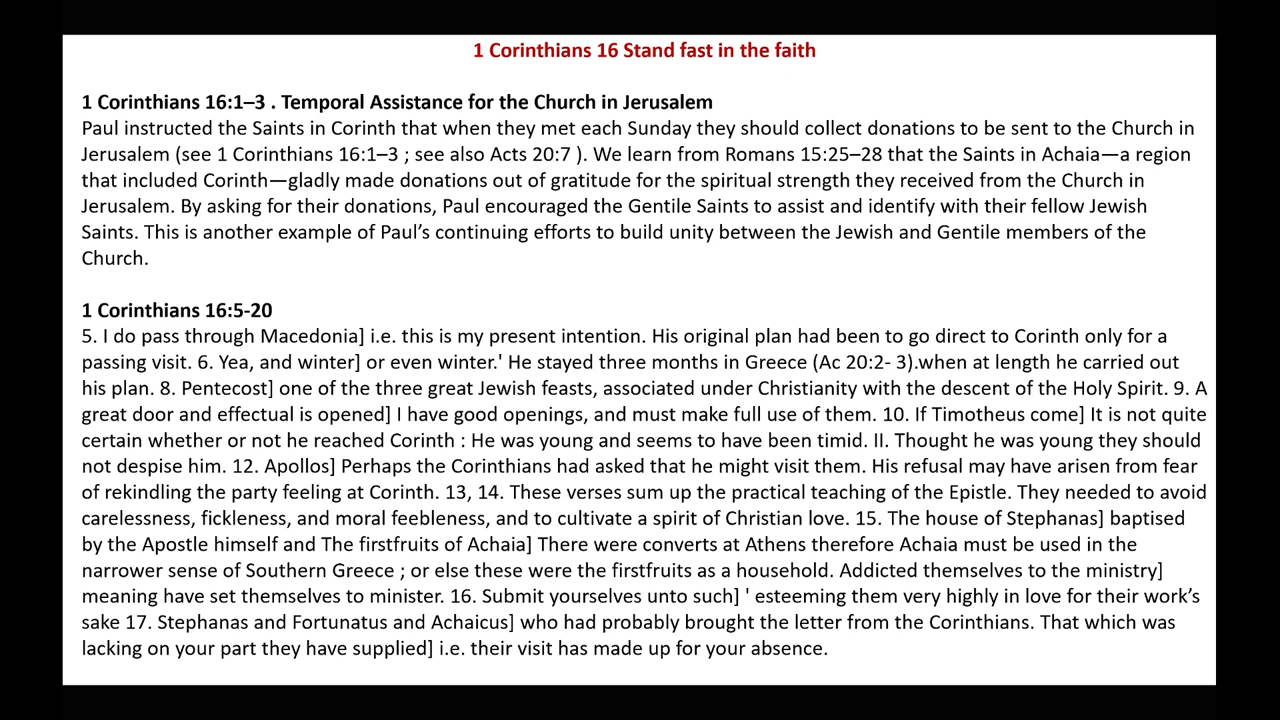 1 Corinthians 16 Stand fast in the faith
1 Corinthians 16:1–3 . Temporal Assistance for the Church in Jerusalem
Paul instructed the Saints in Corinth that when they met each Sunday they should collect donations to be sent to the Church in
Jerusalem (see 1 Corinthians 16:1–3 ; see also Acts 20:7 ). We learn from Romans 15:25–28 that the Saints in Achaia—a region
that included Corinth—gladly made donations out of gratitude for the spiritual strength they received from the Church in
Jerusalem. By asking for their donations, Paul encouraged the Gentile Saints to assist and identify with their fellow Jewish
Saints. This is another example of Paul’s continuing efforts to build unity between the Jewish and Gentile members of the
Church.
1 Corinthians 16:5-20
5. I do pass through Macedonia] i.e. this is my present intention. His original plan had been to go direct to Corinth only for a
passing visit. 6. Yea, and winter] or even winter.' He stayed three months in Greece (Ac 20:2- 3).when at length he carried out
his plan. 8. Pentecost] one of the three great Jewish feasts, associated under Christianity with the descent of the Holy Spirit. 9. A
great door and effectual is opened] I have good openings, and must make full use of them. 10. If Timotheus come] It is not quite
certain whether or not he reached Corinth : He was young and seems to have been timid. II. Thought he was young they should
not despise him. 12. Apollos] Perhaps the Corinthians had asked that he might visit them. His refusal may have arisen from fear
of rekindling the party feeling at Corinth. 13, 14. These verses sum up the practical teaching of the Epistle. They needed to avoid
carelessness, fickleness, and moral feebleness, and to cultivate a spirit of Christian love. 15. The house of Stephanas] baptised
by the Apostle himself and The firstfruits of Achaia] There were converts at Athens therefore Achaia must be used in the
narrower sense of Southern Greece ; or else these were the firstfruits as a household. Addicted themselves to the ministry]
meaning have set themselves to minister. 16. Submit yourselves unto such] ' esteeming them very highly in love for their work’s
sake 17. Stephanas and Fortunatus and Achaicus] who had probably brought the letter from the Corinthians. That which was
lacking on your part they have supplied] i.e. their visit has made up for your absence.